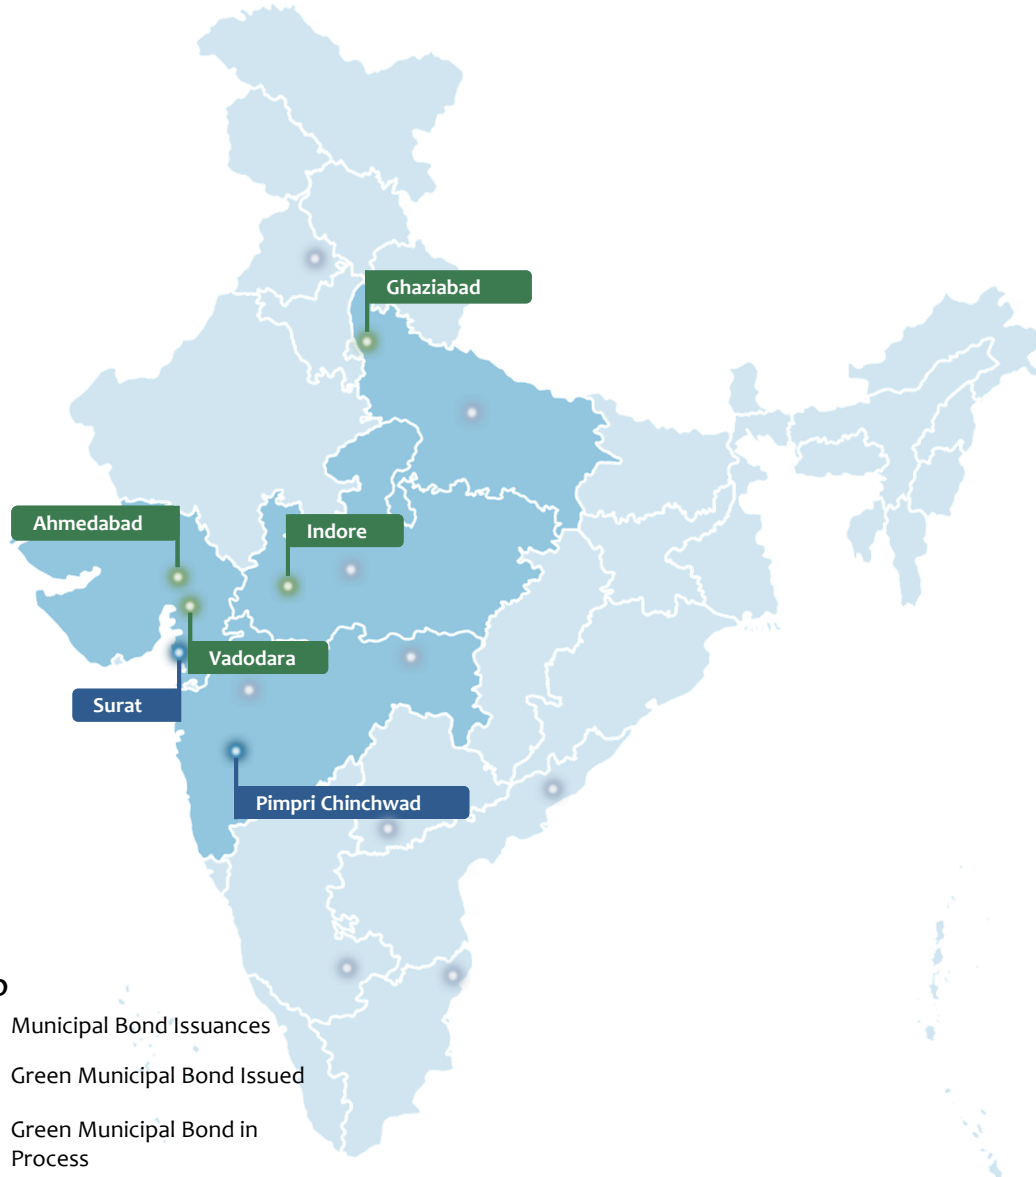 Ghaziabad
Ahmedabad
Indore
Vadodara
Surat
Pimpri Chinchwad
Municipal Bond Issuances
Green Municipal Bond Issued
Green Municipal Bond in
Process